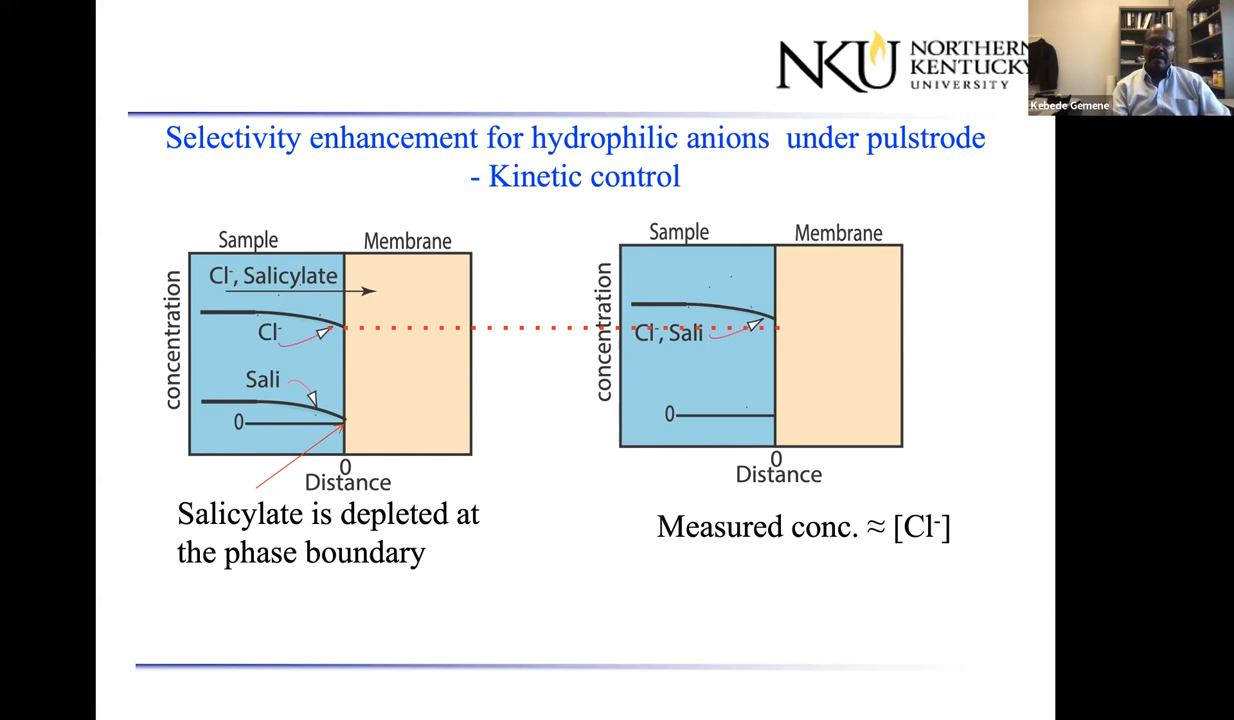 NKU NORTHERN
KENTUCKY
UNIVERSITY
Kebede Gemene
Selectivity enhancement for hydrophilic anions under pulstrode
- Kinetic control
Sample
Membrane
concentration
Cl⁻, Salicylate
Cl⁻
Sali
0
0
Distance
Salicylate is depleted at
the phase boundary
Sample
Membrane
concentration
Cl⁻, Sali
0
0
Distance
Measured conc. ≈ [Cl⁻]